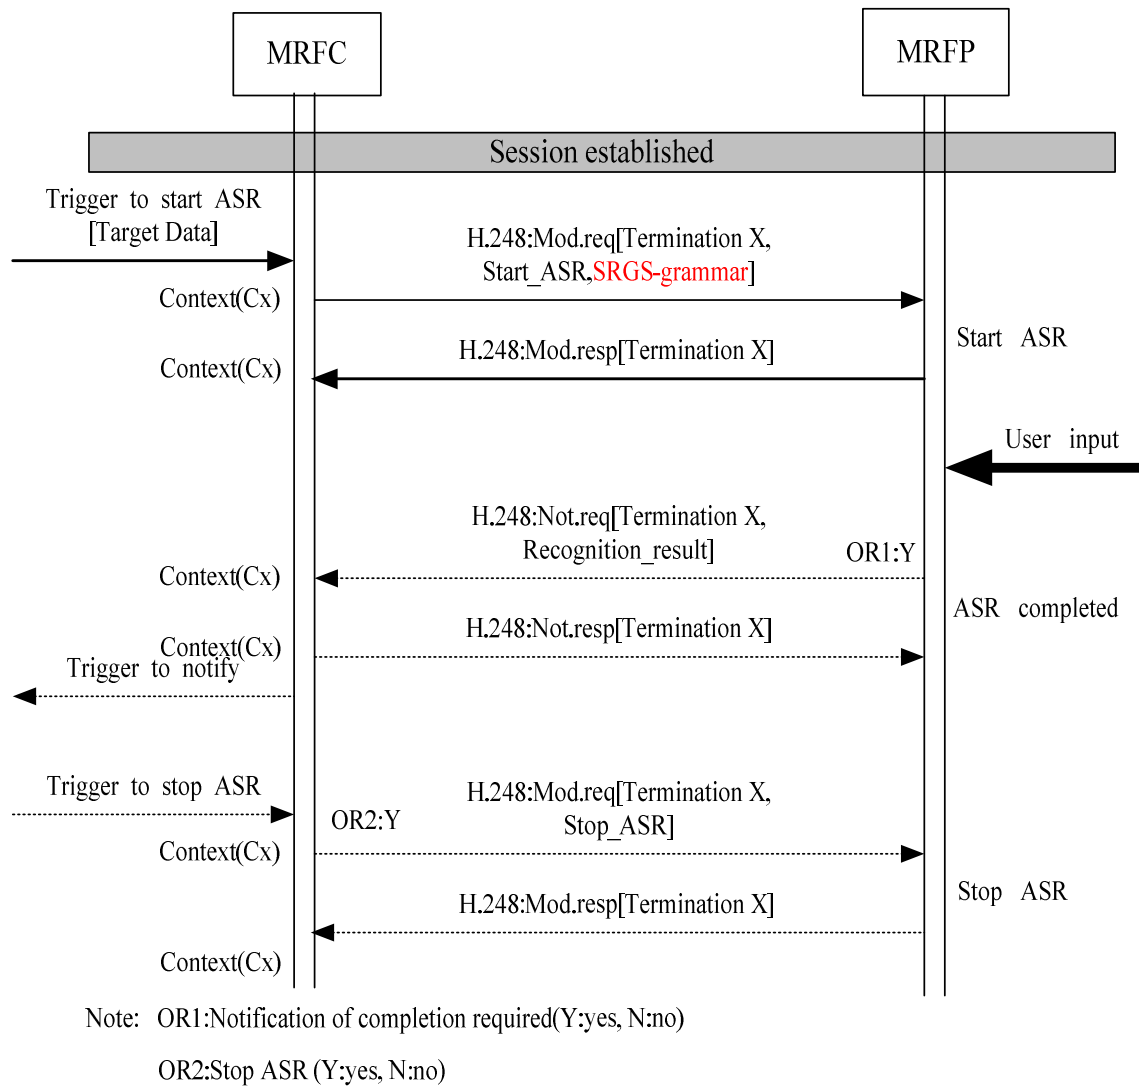 MRFC
MRFP
Session established
Trigger to start ASR
[Target Data]
H.248:Mod.req[Termination X,
Start_ASR,SRGS-grammar]
Context(Cx)
Start ASR
H.248:Mod.resp[Termination X]
Context(Cx)
User input
H.248:Not.req[Termination X,
Recognition_result]
OR1:Y
Context(Cx)
ASR completed
H.248:Not.resp[Termination X]
Context(Cx)
Trigger to notify
Trigger to stop ASR
H.248:Mod.req[Termination X,
Stop_ASR]
OR2:Y
Context(Cx)
Stop ASR
H.248:Mod.resp[Termination X]
Context(Cx)
Note: OR1:Notification of completion required(Y:yes, N:no)
OR2:Stop ASR (Y:yes, N:no)